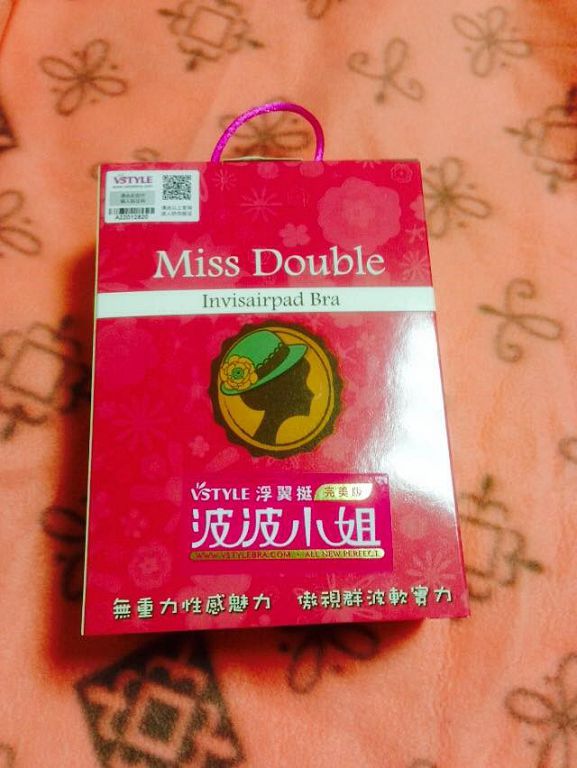 VSTYLE
A22012820
Miss Double
Invisairpad Bra
VSTYLE 浮翼挺 完美版
波波小姐
WWW.VSTYLEBRA.COM · ALL NEW PERFECT
無重力性感魅力 傲視群波軟實力